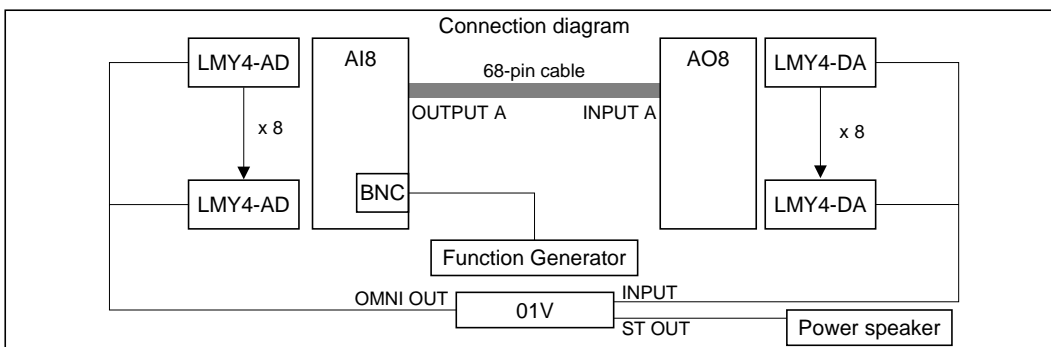 Connection diagram
LMY4-AD
AI8
AO8
LMY4-DA
68-pin cable
OUTPUT A
INPUT A
x 8
x 8
BNC
LMY4-AD
LMY4-DA
Function Generator
OMNI OUT
INPUT
01V
ST OUT
Power speaker